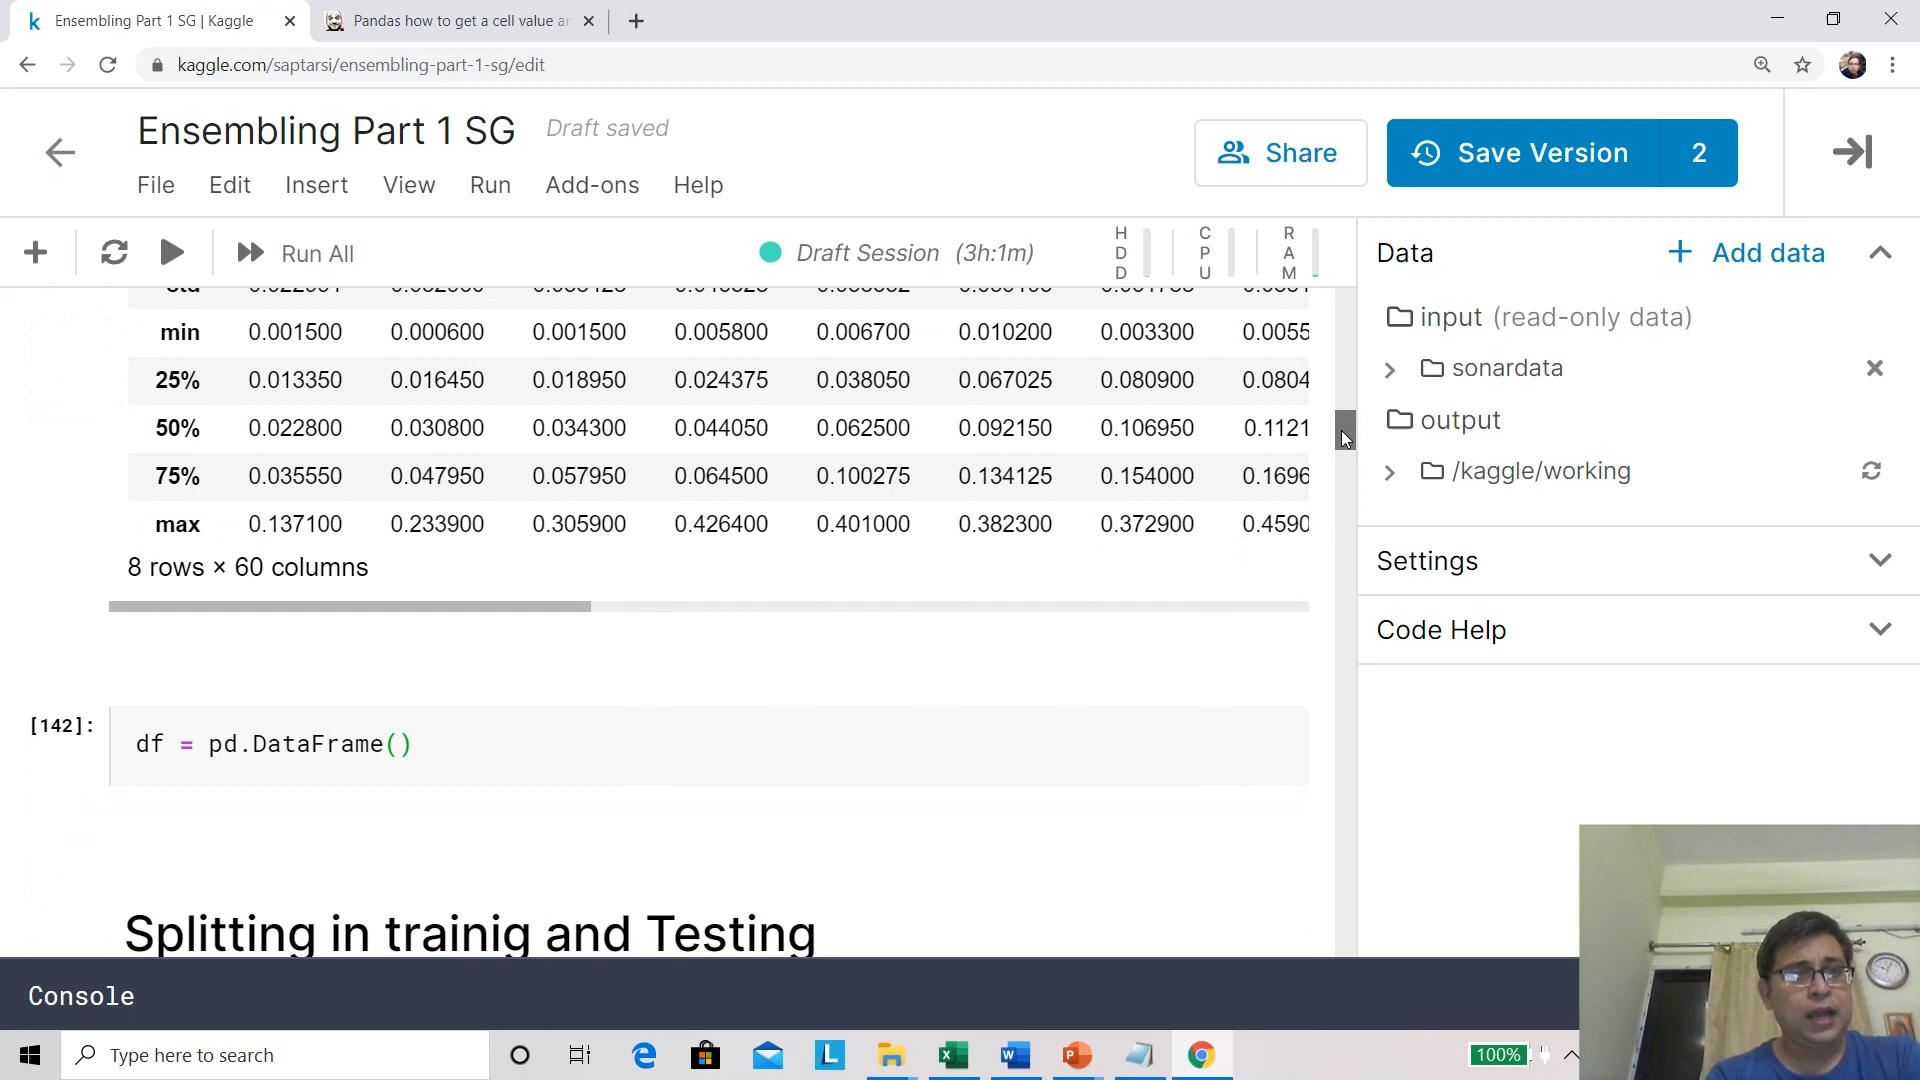 Ensembling Part 1 SG | Kaggle
Pandas how to get a cell value an
kaggle.com/saptarsi/ensembling-part-1-sg/edit
Ensembling Part 1 SG Draft saved
File Edit Insert View Run Add-ons Help
Share
Save Version 2
Run All
Draft Session (3h:1m)
HDD CPU RAM
Data
Add data
min 0.001500 0.000600 0.001500 0.005800 0.006700 0.010200 0.003300 0.0055
25% 0.013350 0.016450 0.018950 0.024375 0.038050 0.067025 0.080900 0.0804
50% 0.022800 0.030800 0.034300 0.044050 0.062500 0.092150 0.106950 0.1121
75% 0.035550 0.047950 0.057950 0.064500 0.100275 0.134125 0.154000 0.1696
max 0.137100 0.233900 0.305900 0.426400 0.401000 0.382300 0.372900 0.4590
8 rows × 60 columns
[142]: df = pd.DataFrame()
Splitting in trainig and Testing
input (read-only data)
sonardata
output
/kaggle/working
Settings
Code Help
Console
Type here to search
100%